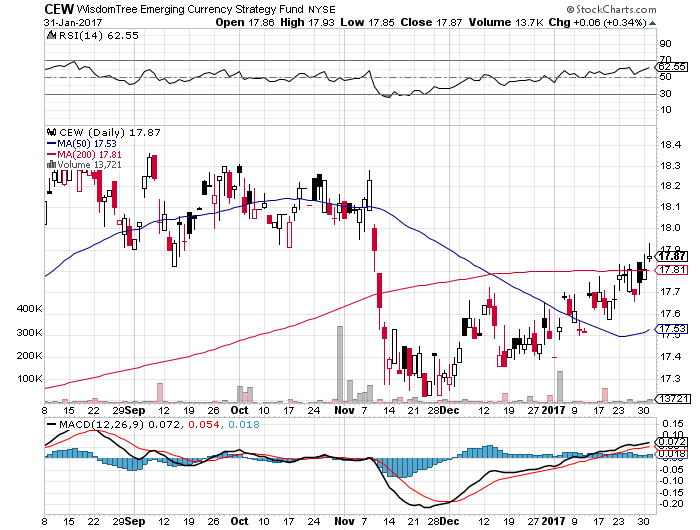 CEW WisdomTree Emerging Currency Strategy Fund NYSE © StockCharts.com
31-Jan-2017 Open 17.86 High 17.93 Low 17.85 Close 17.87 Volume 13.7K Chg +0.06 (+0.34%)
RSI(14) 62.55
90
70
62.55
50
30
10
CEW (Daily) 17.87
MA(50) 17.53
MA(200) 17.81
Volume 13,721
18.4
18.3
18.2
18.1
18.0
17.9
17.87
17.81
17.7
17.6
17.53
17.5
17.4
17.3
13721
400K
300K
200K
100K
8 15 22 29 Sep 12 19 26 Oct 10 17 24 Nov 7 14 21 28 Dec 12 19 27 2017 9 17 23 30
MACD(12,26,9) 0.072, 0.054, 0.018
0.15
0.10
0.072
0.054
0.018
0.00
-0.05
-0.10
-0.15
-0.20
8 15 22 29 Sep 12 19 26 Oct 10 17 24 Nov 7 14 21 28 Dec 12 19 27 2017 9 17 23 30